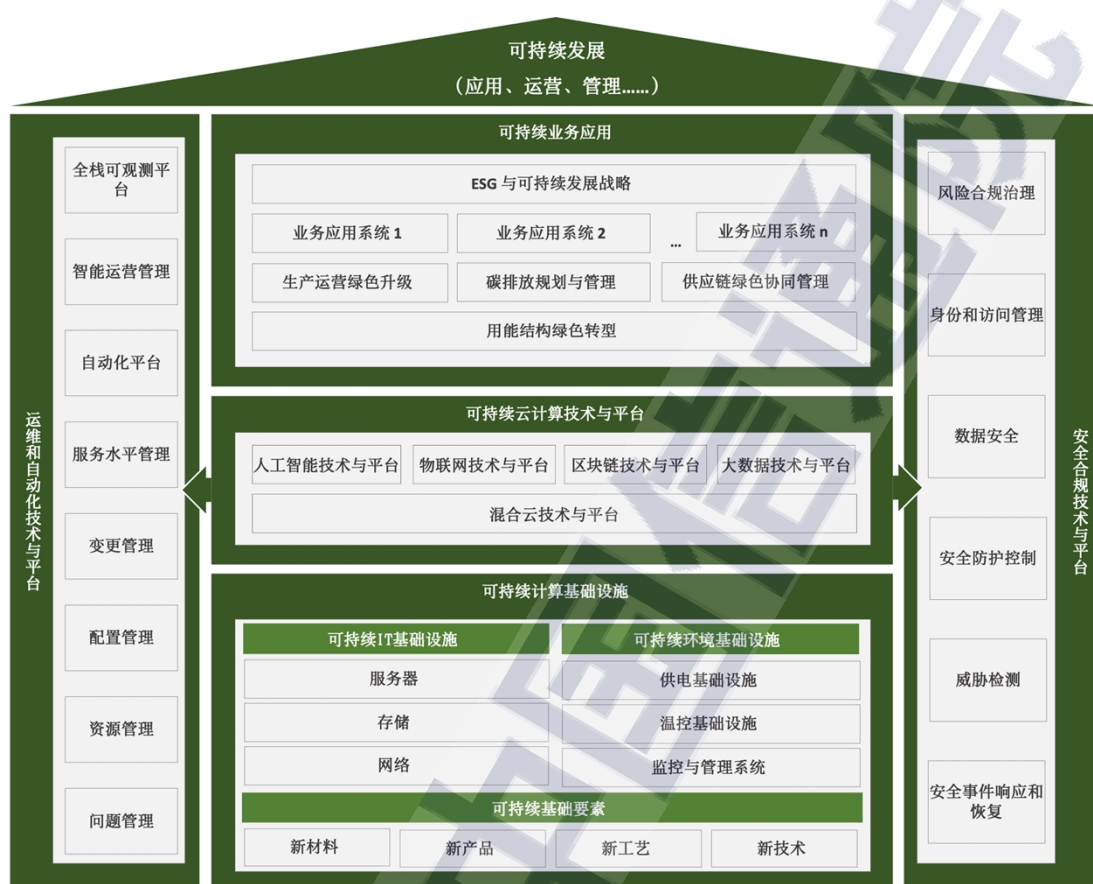 可持续发展
（应用、运营、管理……）
运维和自动化技术与平台
全栈可观测平
台
智能运营管理
自动化平台
服务水平管理
变更管理
配置管理
资源管理
问题管理
可持续业务应用
ESG 与可持续发展战略
业务应用系统 1
业务应用系统 2
...
业务应用系统 n
生产运营绿色升级
碳排放规划与管理
供应链绿色协同管理
用能结构绿色转型
可持续云计算技术与平台
人工智能技术与平台
物联网技术与平台
区块链技术与平台
大数据技术与平台
混合云技术与平台
可持续计算基础设施
可持续IT基础设施
可持续环境基础设施
服务器
供电基础设施
存储
温控基础设施
网络
监控与管理系统
可持续基础要素
新材料
新产品
新工艺
新技术
风险合规治理
身份和访问管理
数据安全
安全防护控制
威胁检测
安全事件响应和
恢复
安全合规技术与平台
中国信通院